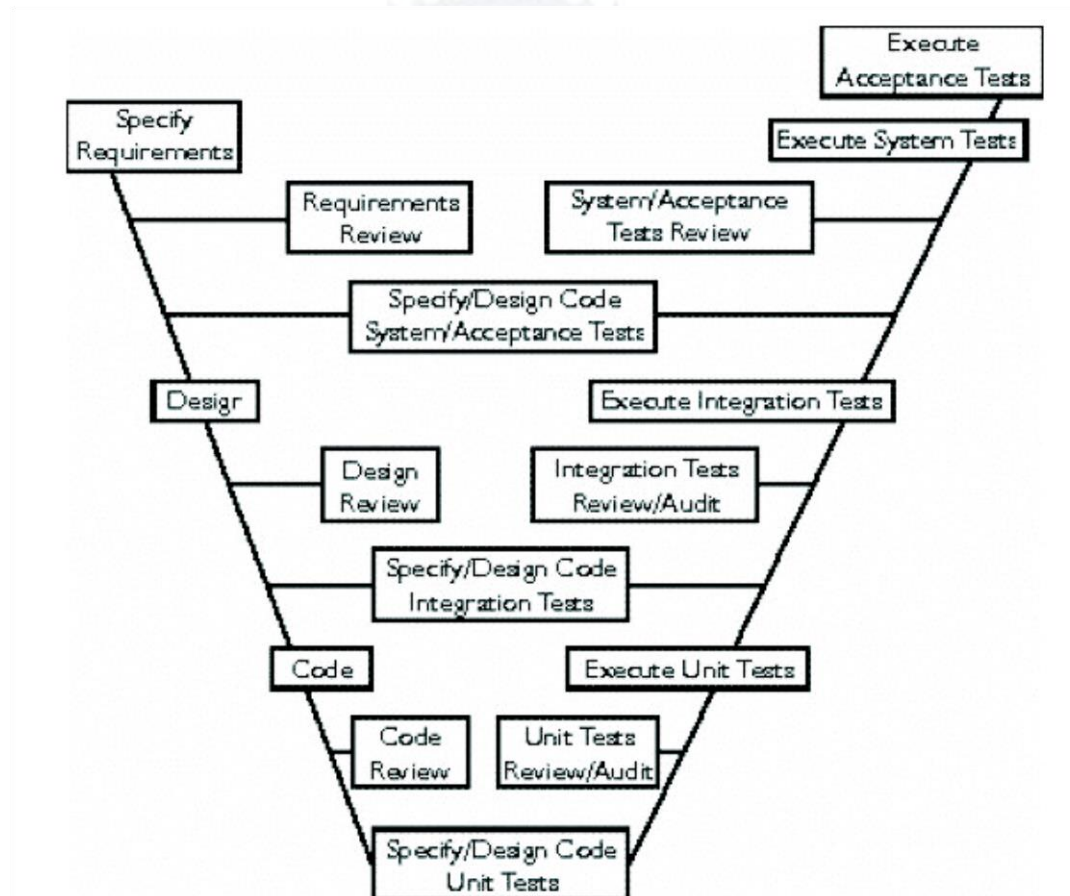 Execute
Acceptance Tests
Specify
Requirements
Execute System Tests
Requirements
Review
System/Acceptance
Tests Review
Specify/Design Code
System/Acceptance Tests
Design
Execute Integration Tests
Design
Review
Integration Tests
Review/Audit
Specify/Design Code
Integration Tests
Code
Execute Unit Tests
Code
Review
Unit Tests
Review/Audit
Specify/Design Code
Unit Tests